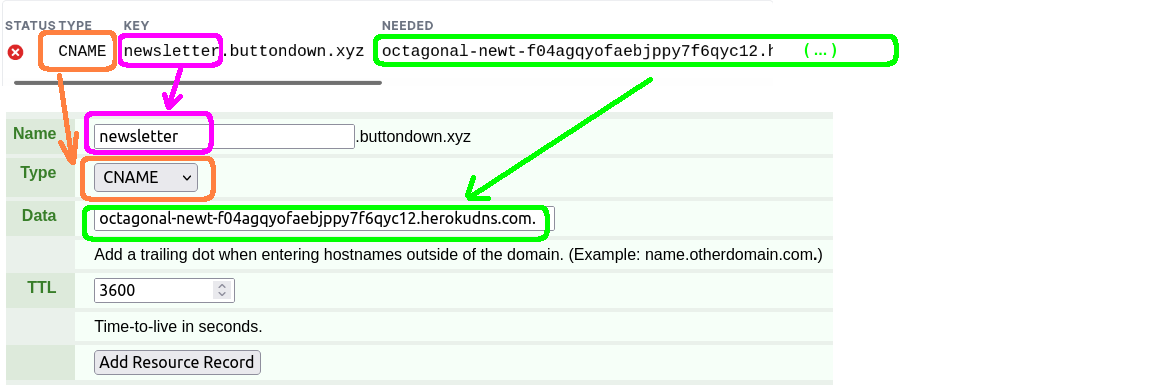 STATUS TYPE KEY NEEDED
CNAME newsletter.buttondown.xyz octagonal-newt-f04agqyofaebjppy7f6qyc12.h (...)
Name newsletter .buttondown.xyz
Type CNAME
Data octagonal-newt-f04agqyofaebjppy7f6qyc12.herokudns.com.
Add a trailing dot when entering hostnames outside of the domain. (Example: name.otherdomain.com.)
TTL 3600
Time-to-live in seconds.
Add Resource Record